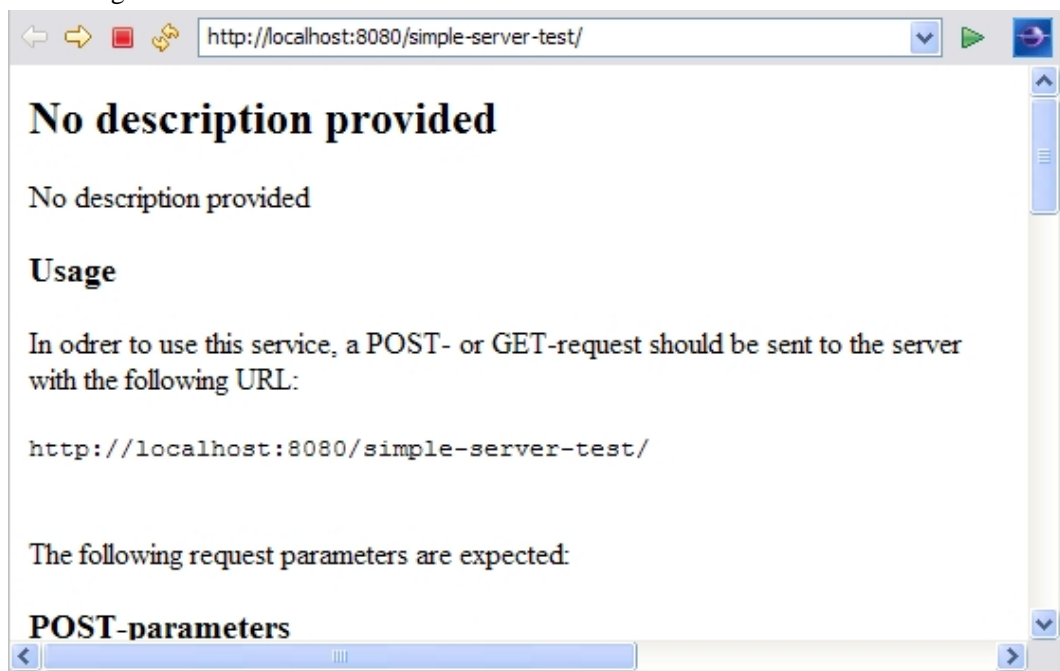 http://localhost:8080/simple-server-test/
No description provided
No description provided
Usage
In odrer to use this service, a POST- or GET-request should be sent to the server
with the following URL:
http://localhost:8080/simple-server-test/
The following request parameters are expected:
POST-parameters